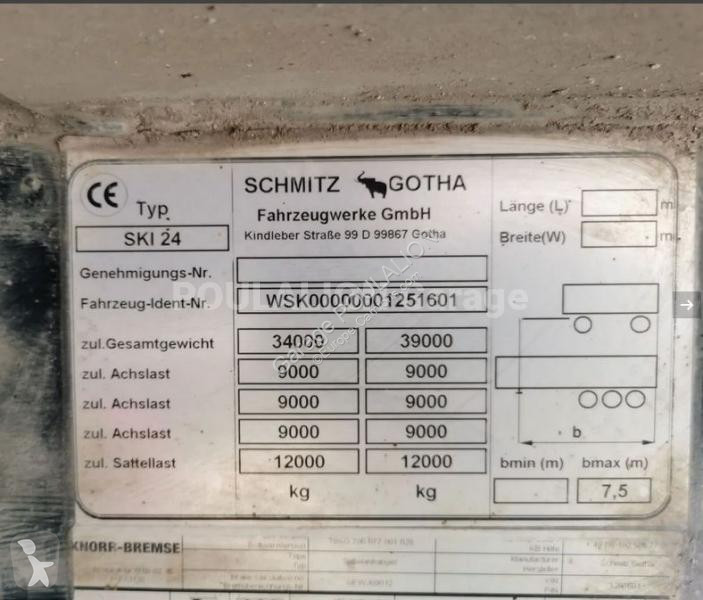 CE
Typ
SKI 24
SCHMITZ GOTHA
Fahrzeugwerke GmbH
Kindleber Straße 99 D 99867 Gotha
Länge (L) m
Breite(W) m
Genehmigungs-Nr.
Fahrzeug-Ident-Nr. WSK00000001251601
zul.Gesamtgewicht 34000 39000
zul. Achslast 9000 9000
zul. Achslast 9000 9000
zul. Achslast 9000 9000
zul. Sattellast 12000 12000
kg kg
b
bmin (m) bmax (m)
7,5
KNORR-BREMSE
Garage POULALION